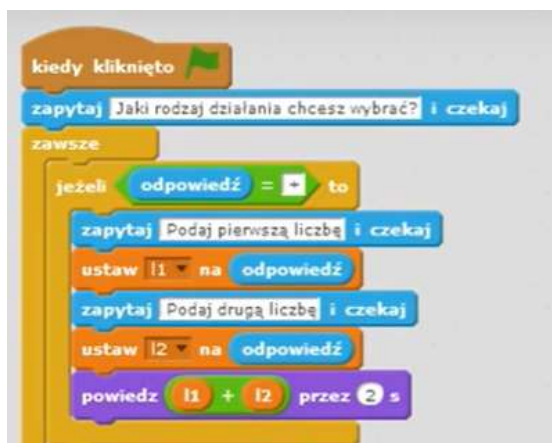 kiedy kliknięto
zapytaj Jaki rodzaj działania chcesz wybrać? i czekaj
zawsze
jeżeli odpowiedź = + to
zapytaj Podaj pierwszą liczbę i czekaj
ustaw l1 na odpowiedź
zapytaj Podaj drugą liczbę i czekaj
ustaw l2 na odpowiedź
powiedz l1 + l2 przez 2 s